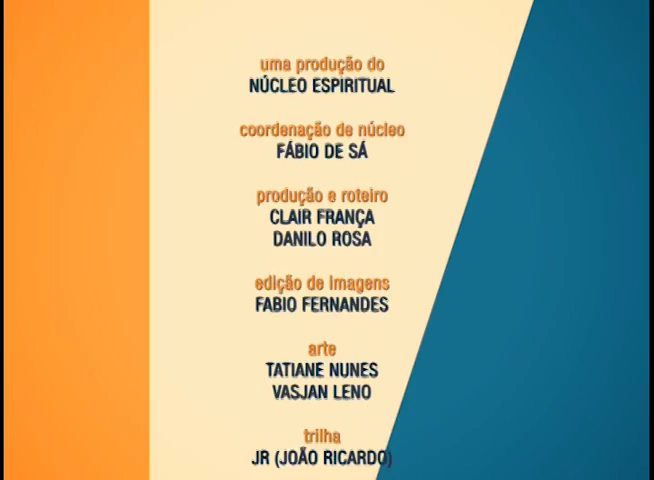 uma produção do
NÚCLEO ESPIRITUAL
coordenação de núcleo
FÁBIO DE SÁ
produção e roteiro
CLAIR FRANÇA
DANILO ROSA
edição de imagens
FABIO FERNANDES
arte
TATIANE NUNES
VASJAN LENO
trilha
JR (JOÃO RICARDO)